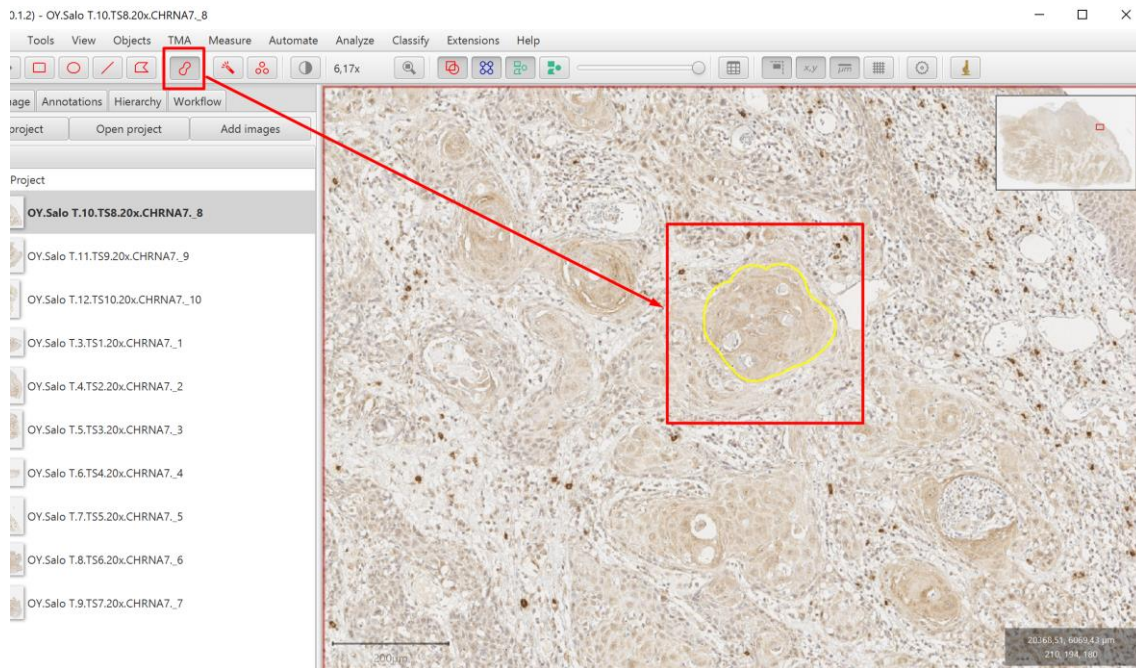 0.1.2) - OY.Salo T.10.TS8.20x.CHRNA7._8
Tools View Objects TMA Measure Automate Analyze Classify Extensions Help
6,17x
x,y
μm
age Annotations Hierarchy Workflow
project Open project Add images
Project
OY.Salo T.10.TS8.20x.CHRNA7._8
OY.Salo T.11.TS9.20x.CHRNA7._9
OY.Salo T.12.TS10.20x.CHRNA7._10
OY.Salo T.3.TS1.20x.CHRNA7._1
OY.Salo T.4.TS2.20x.CHRNA7._2
OY.Salo T.5.TS3.20x.CHRNA7._3
OY.Salo T.6.TS4.20x.CHRNA7._4
OY.Salo T.7.TS5.20x.CHRNA7._5
OY.Salo T.8.TS6.20x.CHRNA7._6
OY.Salo T.9.TS7.20x.CHRNA7._7
200 μm
20368,51, 6069,43 μm
210, 194, 180